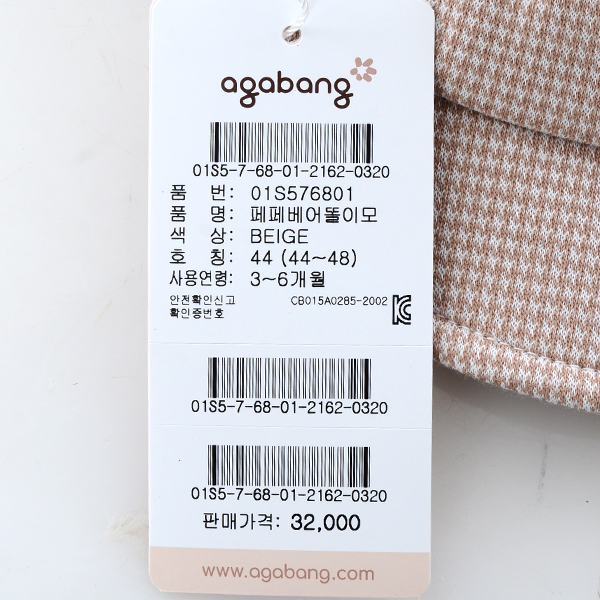 agabang
01S5-7-68-01-2162-0320
품 번: 01S576801
품 명: 페페베어똘이모
색 상: BEIGE
호 칭: 44 (44~48)
사용연령: 3~6개월
안전확인신고 CB015A0285-2002
확인증번호
01S5-7-68-01-2162-0320
01S5-7-68-01-2162-0320
판매가격: 32,000
www.agabang.com